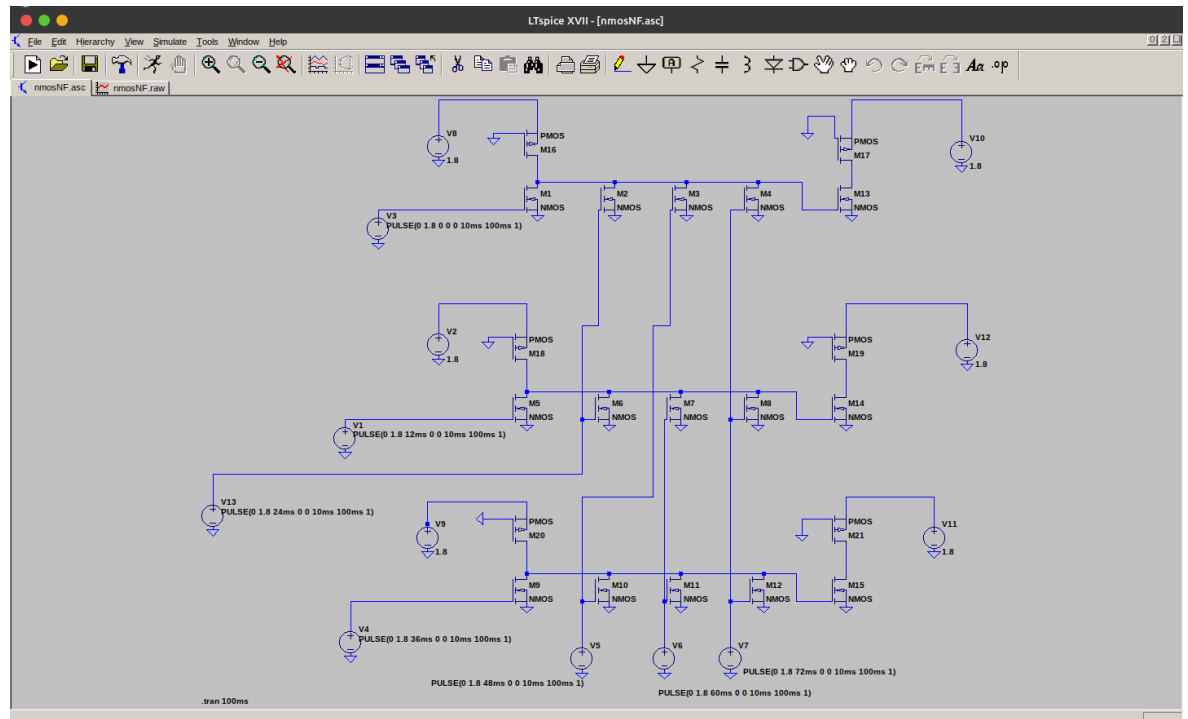 LTspice XVII - [nmosNF.asc]
File Edit Hierarchy View Simulate Tools Window Help
Aa .op
nmosNF.asc nmosNF.raw
V8
1.8
PMOS
M16
PMOS
M17
V10
1.8
M1
NMOS
M2
NMOS
M3
NMOS
M4
NMOS
M13
NMOS
V3
PULSE(0 1.8 0 0 0 10ms 100ms 1)
V2
1.8
PMOS
M18
PMOS
M19
V12
1.8
M5
NMOS
M6
NMOS
M7
NMOS
M8
NMOS
M14
NMOS
V1
PULSE(0 1.8 12ms 0 0 10ms 100ms 1)
V13
PULSE(0 1.8 24ms 0 0 10ms 100ms 1)
V9
1.8
PMOS
M20
PMOS
M21
V11
1.8
M9
NMOS
M10
NMOS
M11
NMOS
M12
NMOS
M15
NMOS
V4
PULSE(0 1.8 36ms 0 0 10ms 100ms 1)
V5
PULSE(0 1.8 48ms 0 0 10ms 100ms 1)
V6
PULSE(0 1.8 60ms 0 0 10ms 100ms 1)
V7
PULSE(0 1.8 72ms 0 0 10ms 100ms 1)
.tran 100ms